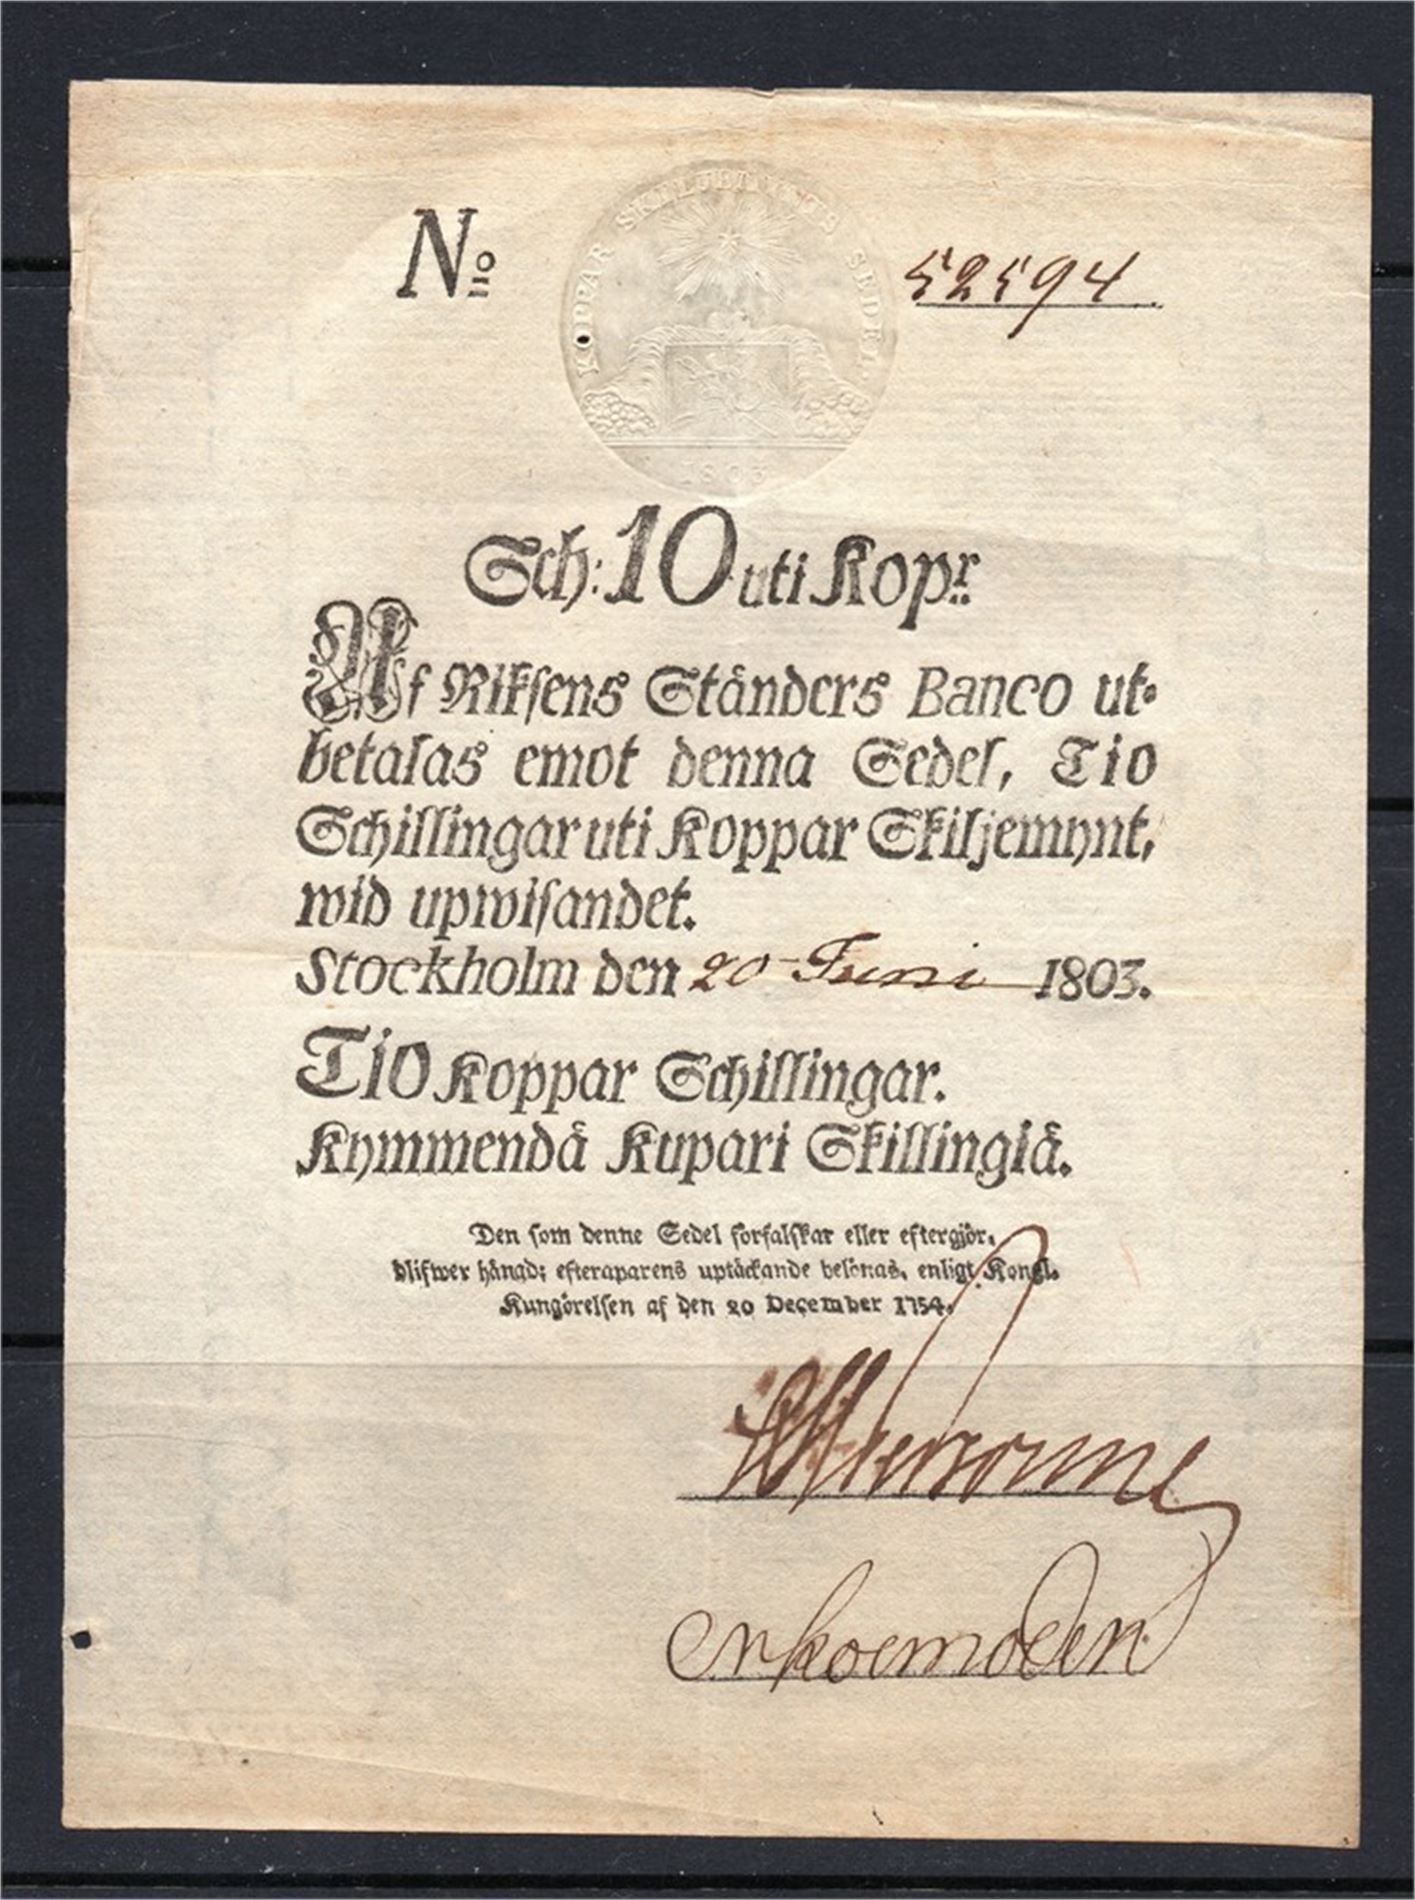 No 52594
KOPPAR SKILJEMYNTS SEDEL
1803
Sch: 10 uti Kop:r
Af Riksens Ständers Banco ut-
betalas emot denna Sedel, Tio
Schillingar uti Koppar Skiljemynt,
wid upwisandet.
Stockholm den 20 Juni 1803.
Tio Koppar Schillingar.
Kymmendä Kupari Skillingiä.
Den som denne Sedel förfalskar eller eftergjör,
blifwer hängd; efteraparens uptäckande belönas, enligt Kongl.
Kungörelsen af den 20 December 1754.